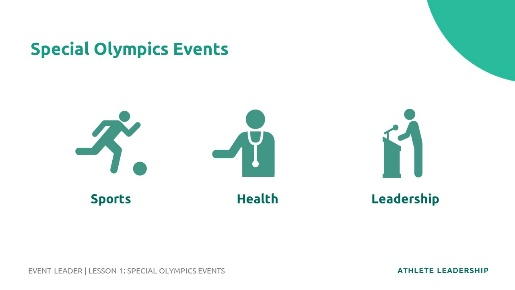 Special Olympics Events
Sports
Health
Leadership
EVENT LEADER | LESSON 1: SPECIAL OLYMPICS EVENTS
ATHLETE LEADERSHIP